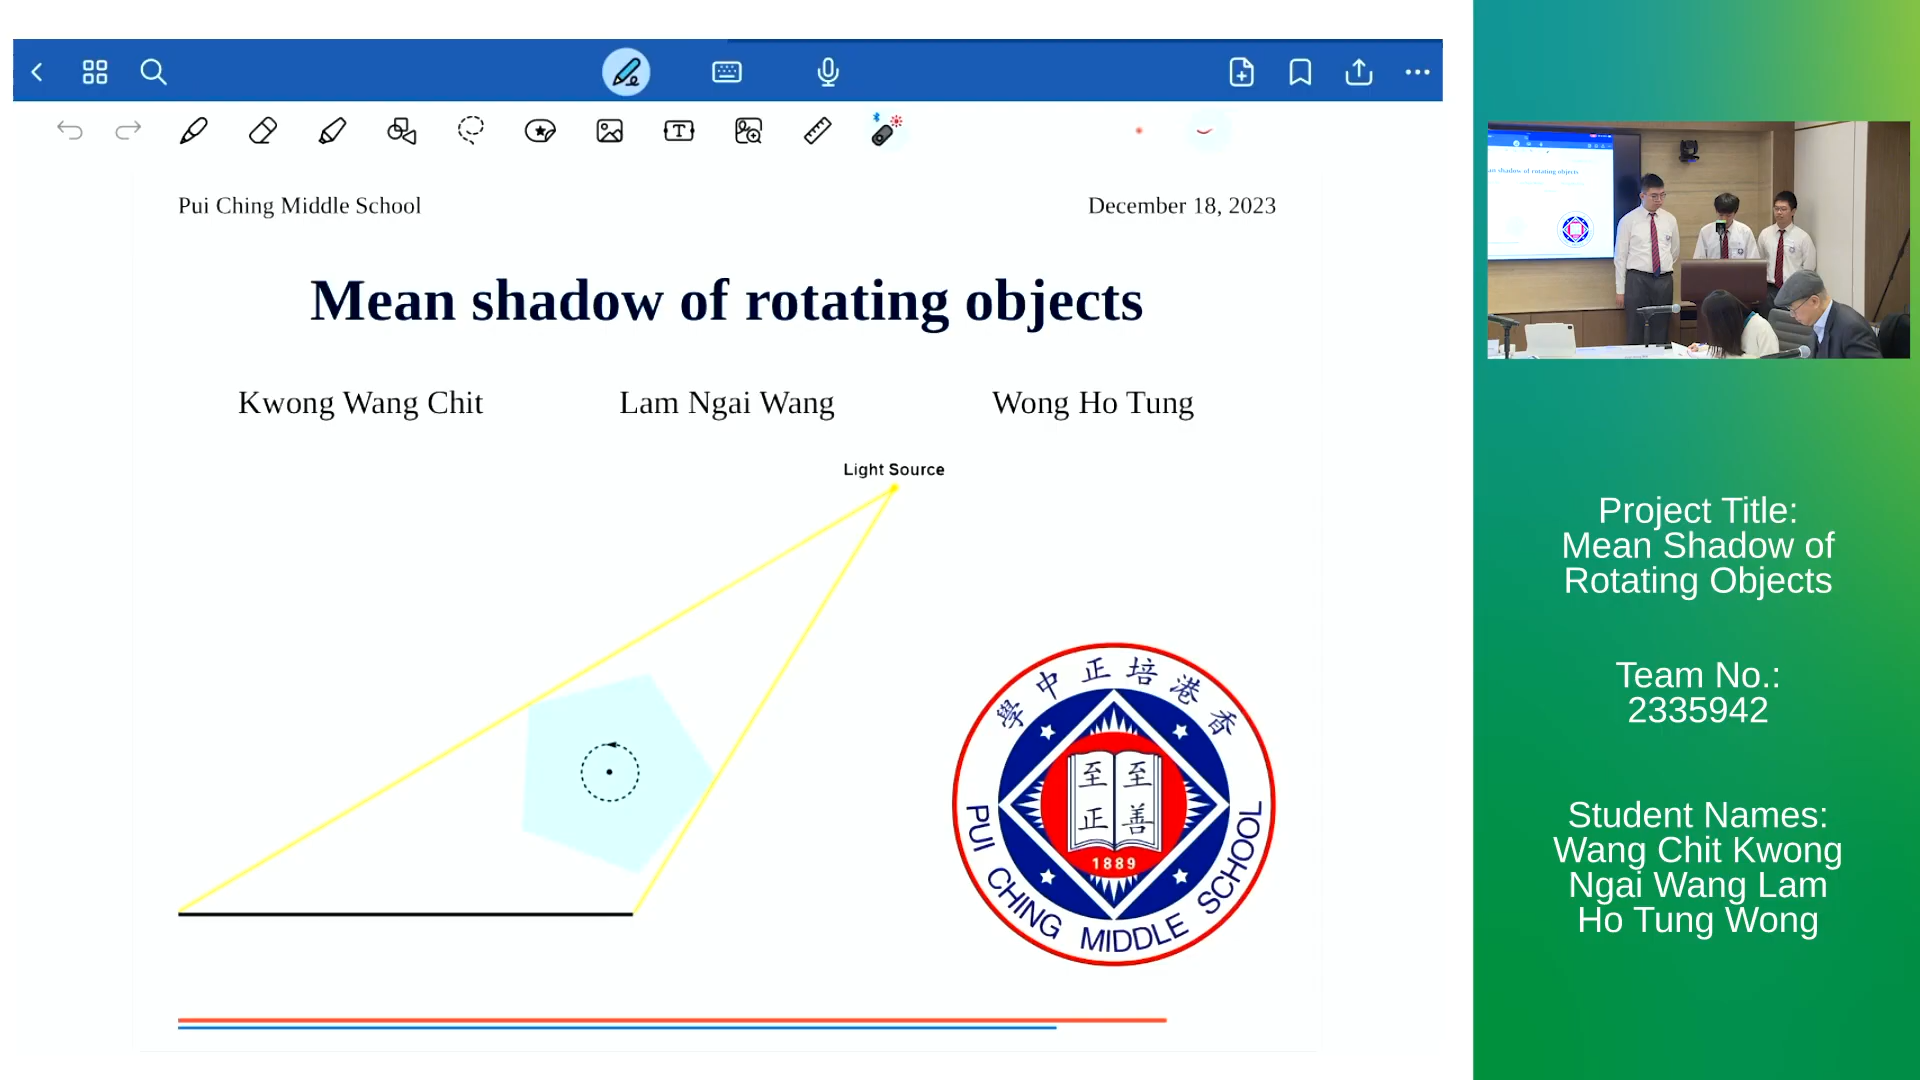 Pui Ching Middle School
December 18, 2023
Mean shadow of rotating objects
Kwong Wang Chit
Lam Ngai Wang
Wong Ho Tung
Light Source
香港培正中學
至至
正善
1889
PUI CHING MIDDLE SCHOOL
Project Title:
Mean Shadow of
Rotating Objects
Team No.:
2335942
Student Names:
Wang Chit Kwong
Ngai Wang Lam
Ho Tung Wong